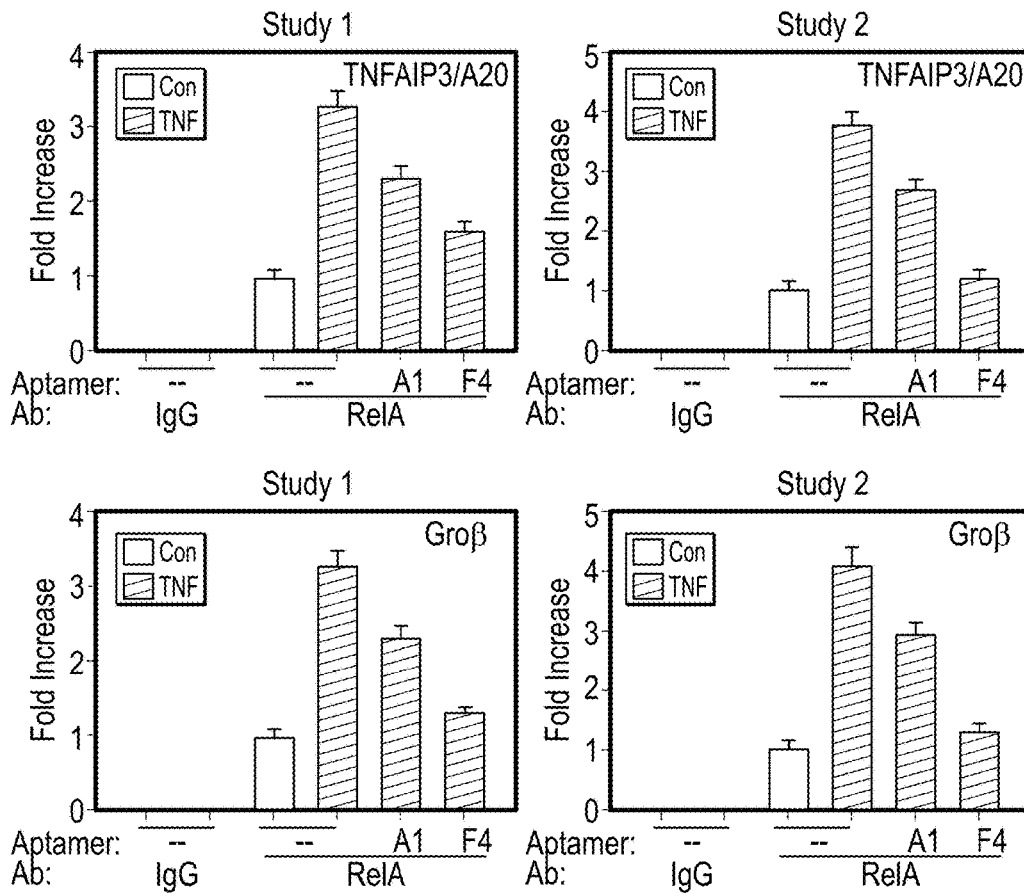 Study 1
4
3
2
1
0
Fold Increase
Con
TNF
TNFAIP3/A20
Aptamer: -- -- A1 F4
Ab: IgG RelA
Study 2
5
4
3
2
1
0
Fold Increase
Con
TNF
TNFAIP3/A20
Aptamer: -- -- A1 F4
Ab: IgG RelA
Study 1
4
3
2
1
0
Fold Increase
Con
TNF
Groβ
Aptamer: -- -- A1 F4
Ab: IgG RelA
Study 2
5
4
3
2
1
0
Fold Increase
Con
TNF
Groβ
Aptamer: -- -- A1 F4
Ab: IgG RelA